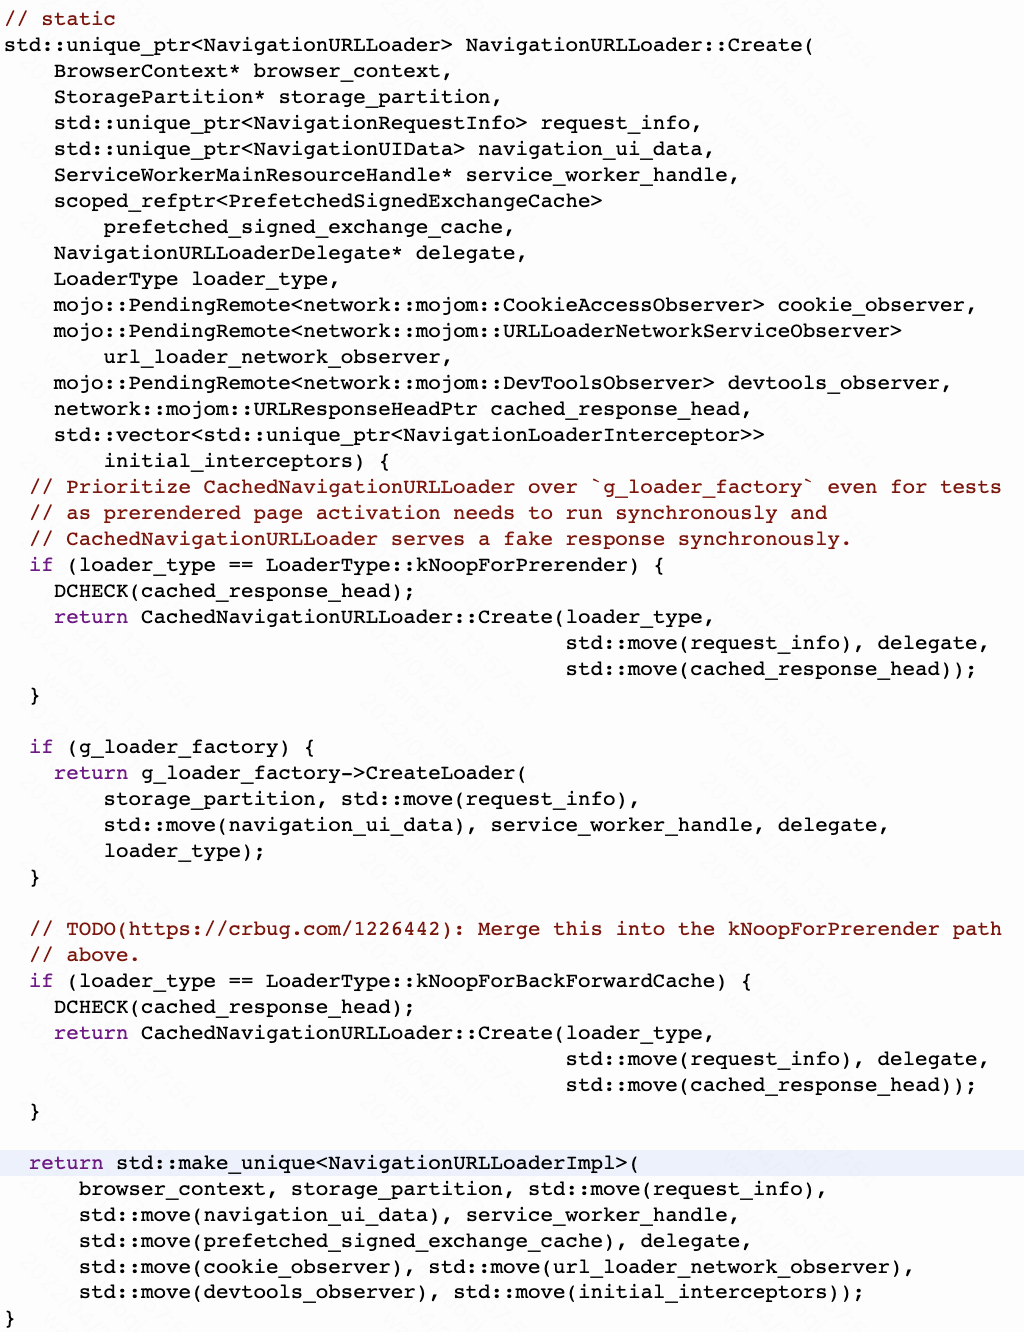 // static
std::unique_ptr<NavigationURLLoader> NavigationURLLoader::Create(
    BrowserContext* browser_context,
    StoragePartition* storage_partition,
    std::unique_ptr<NavigationRequestInfo> request_info,
    std::unique_ptr<NavigationUIData> navigation_ui_data,
    ServiceWorkerMainResourceHandle* service_worker_handle,
    scoped_refptr<PrefetchedSignedExchangeCache>
        prefetched_signed_exchange_cache,
    NavigationURLLoaderDelegate* delegate,
    LoaderType loader_type,
    mojo::PendingRemote<network::mojom::CookieAccessObserver> cookie_observer,
    mojo::PendingRemote<network::mojom::URLLoaderNetworkServiceObserver>
        url_loader_network_observer,
    mojo::PendingRemote<network::mojom::DevToolsObserver> devtools_observer,
    network::mojom::URLResponseHeadPtr cached_response_head,
    std::vector<std::unique_ptr<NavigationLoaderInterceptor>>
        initial_interceptors) {
  // Prioritize CachedNavigationURLLoader over `g_loader_factory` even for tests
  // as prerendered page activation needs to run synchronously and
  // CachedNavigationURLLoader serves a fake response synchronously.
  if (loader_type == LoaderType::kNoopForPrerender) {
    DCHECK(cached_response_head);
    return CachedNavigationURLLoader::Create(loader_type,
                                             std::move(request_info), delegate,
                                             std::move(cached_response_head));
  }

  if (g_loader_factory) {
    return g_loader_factory->CreateLoader(
        storage_partition, std::move(request_info),
        std::move(navigation_ui_data), service_worker_handle, delegate,
        loader_type);
  }

  // TODO(https://crbug.com/1226442): Merge this into the kNoopForPrerender path
  // above.
  if (loader_type == LoaderType::kNoopForBackForwardCache) {
    DCHECK(cached_response_head);
    return CachedNavigationURLLoader::Create(loader_type,
                                             std::move(request_info), delegate,
                                             std::move(cached_response_head));
  }

  return std::make_unique<NavigationURLLoaderImpl>(
      browser_context, storage_partition, std::move(request_info),
      std::move(navigation_ui_data), service_worker_handle,
      std::move(prefetched_signed_exchange_cache), delegate,
      std::move(cookie_observer), std::move(url_loader_network_observer),
      std::move(devtools_observer), std::move(initial_interceptors));
}